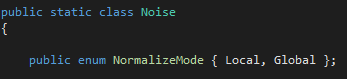 public static class Noise
{
public enum NormalizeMode { Local, Global };